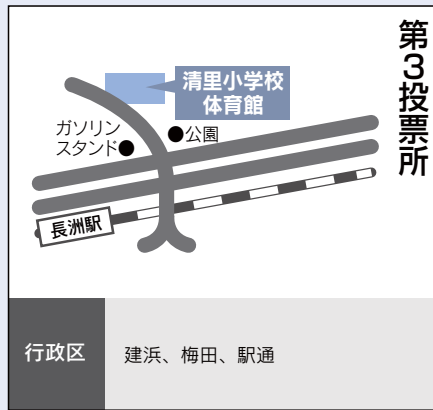 第3投票所
清里小学校
体育館
ガソリン
スタンド
公園
長洲駅
行政区
建浜、梅田、駅通